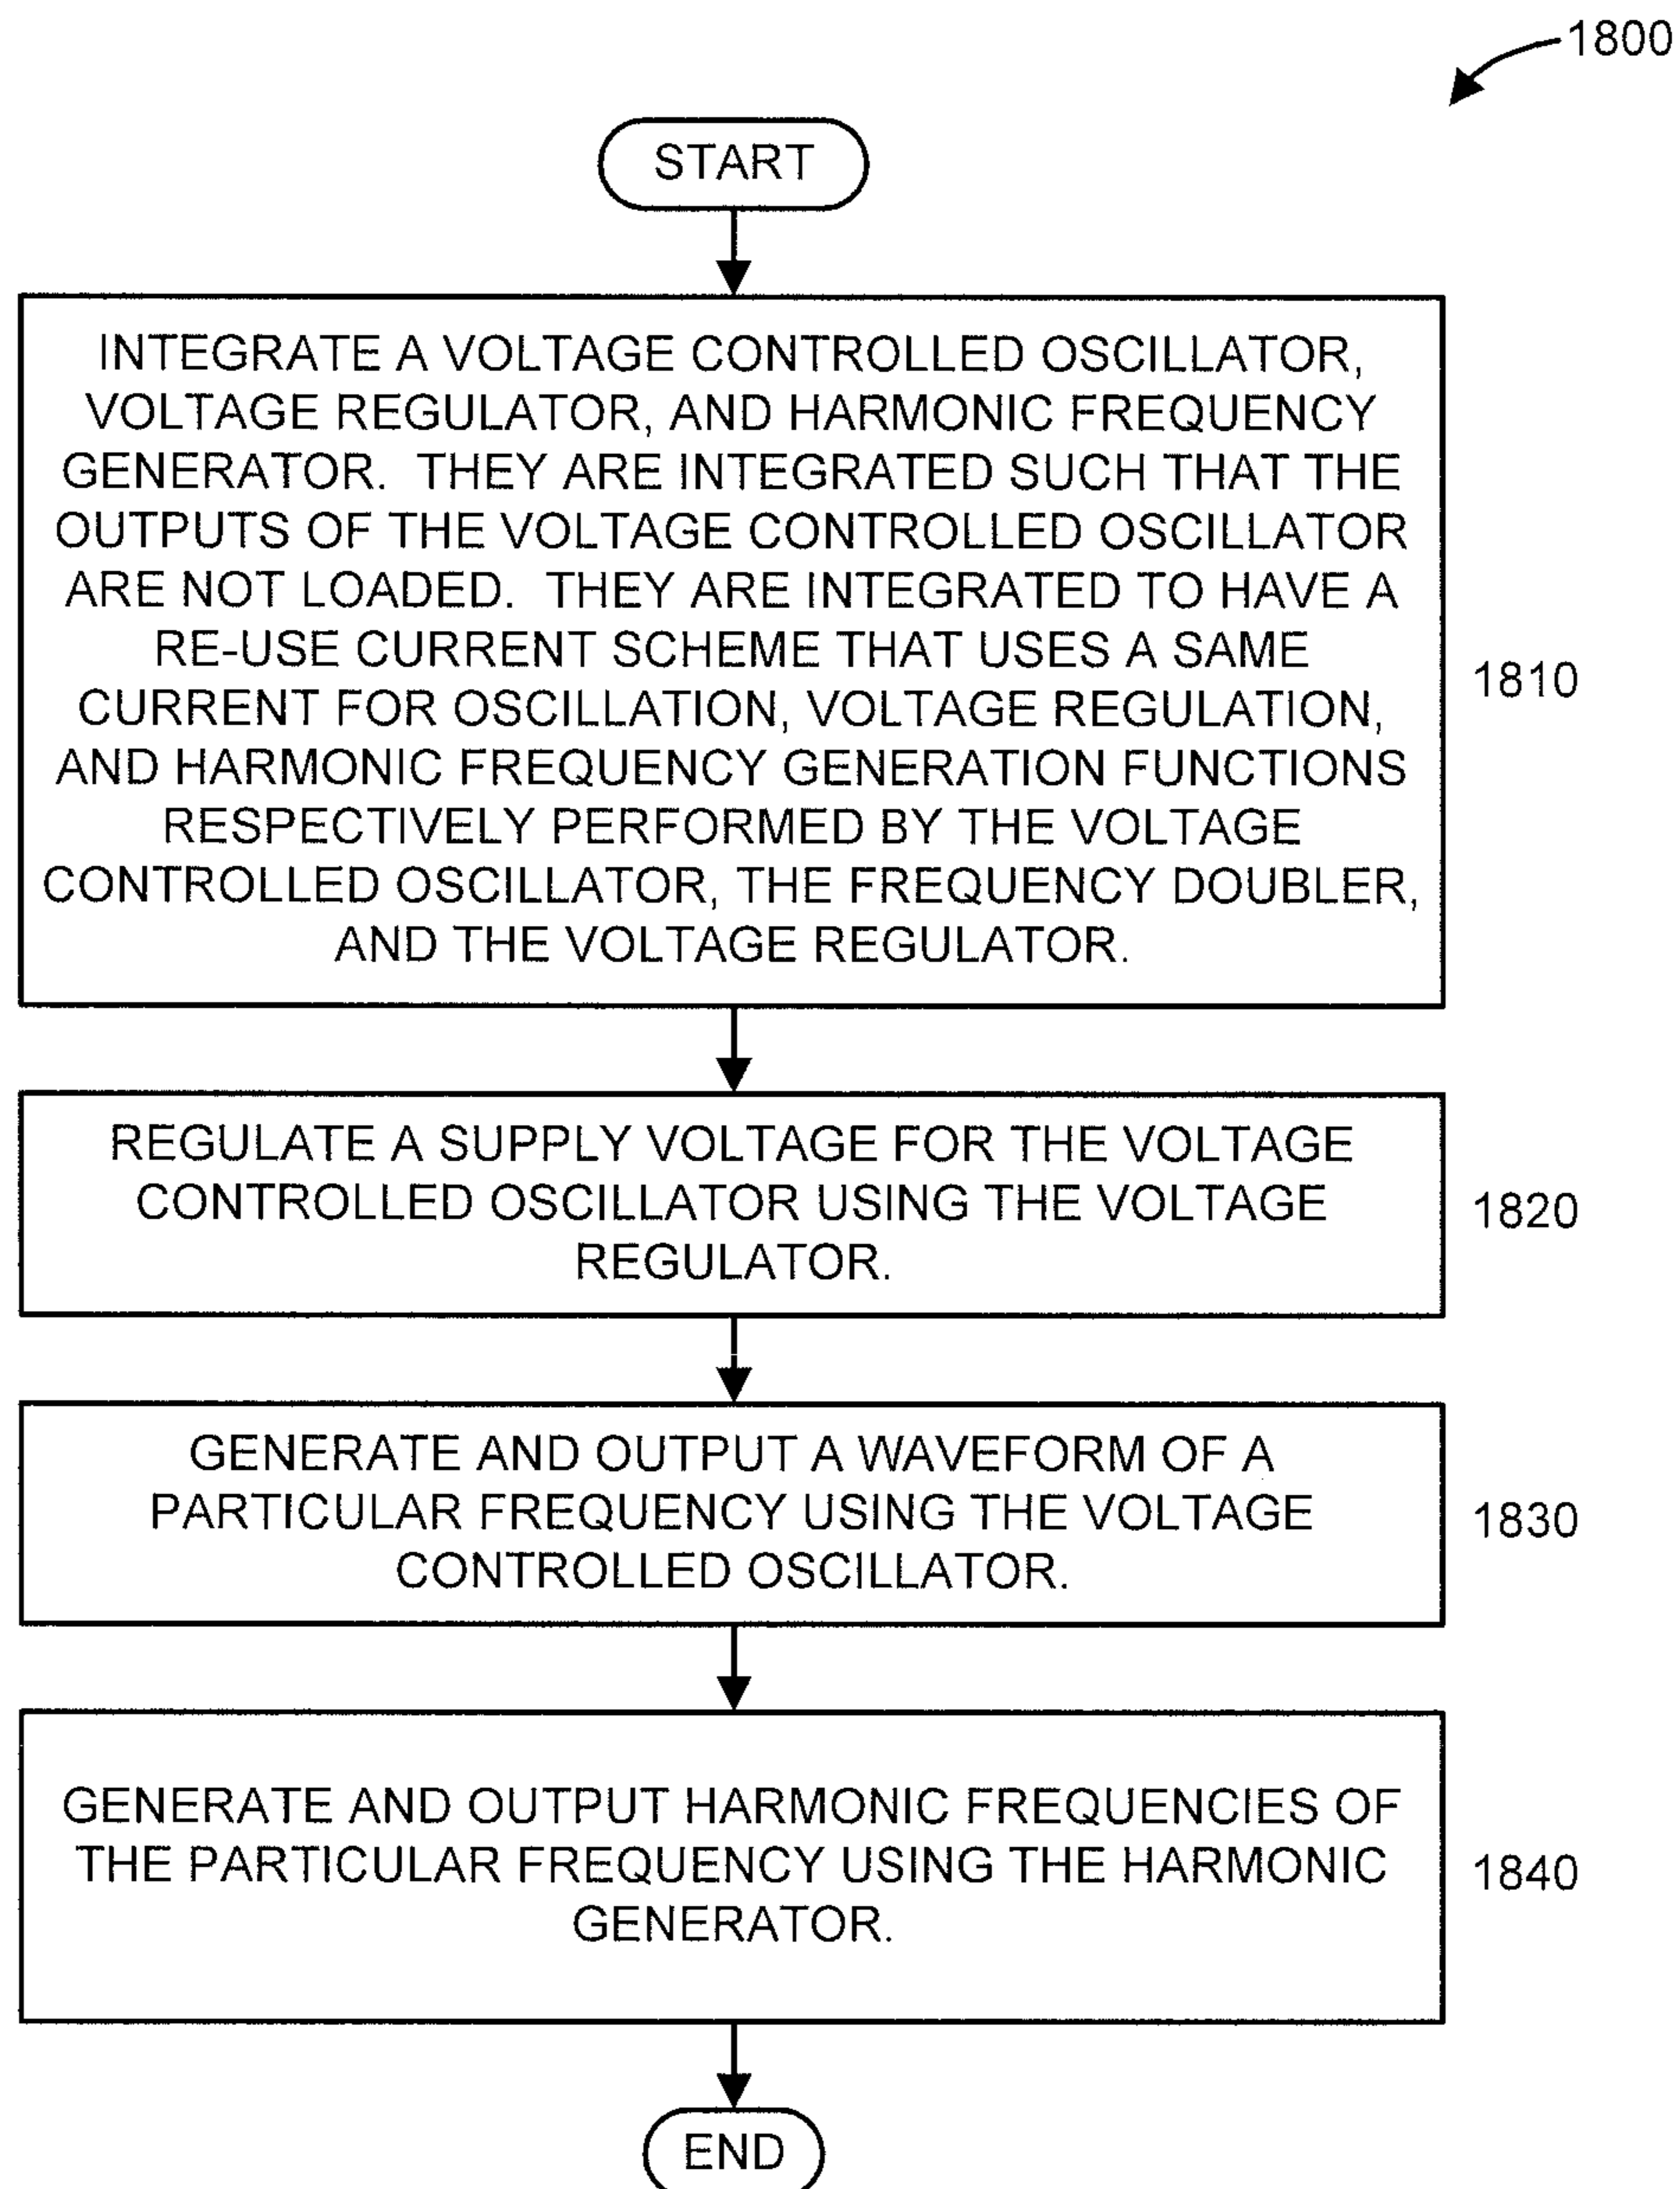 1800
START
INTEGRATE A VOLTAGE CONTROLLED OSCILLATOR,
VOLTAGE REGULATOR, AND HARMONIC FREQUENCY
GENERATOR. THEY ARE INTEGRATED SUCH THAT THE
OUTPUTS OF THE VOLTAGE CONTROLLED OSCILLATOR
ARE NOT LOADED. THEY ARE INTEGRATED TO HAVE A
RE-USE CURRENT SCHEME THAT USES A SAME
CURRENT FOR OSCILLATION, VOLTAGE REGULATION,
AND HARMONIC FREQUENCY GENERATION FUNCTIONS
RESPECTIVELY PERFORMED BY THE VOLTAGE
CONTROLLED OSCILLATOR, THE FREQUENCY DOUBLER,
AND THE VOLTAGE REGULATOR.
1810
REGULATE A SUPPLY VOLTAGE FOR THE VOLTAGE
CONTROLLED OSCILLATOR USING THE VOLTAGE
REGULATOR.
1820
GENERATE AND OUTPUT A WAVEFORM OF A
PARTICULAR FREQUENCY USING THE VOLTAGE
CONTROLLED OSCILLATOR.
1830
GENERATE AND OUTPUT HARMONIC FREQUENCIES OF
THE PARTICULAR FREQUENCY USING THE HARMONIC
GENERATOR.
1840
END